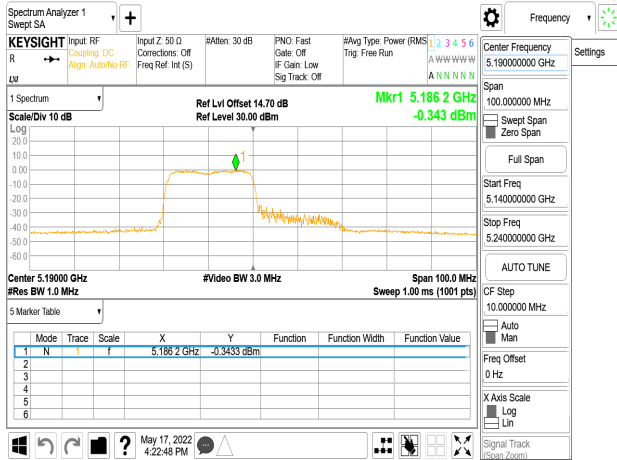 Spectrum Analyzer 1
Swept SA
Frequency
KEYSIGHT
R
Input: RF
Coupling: DC
Align: Auto/No RF
Input Z: 50 Ω
Corrections: Off
Freq Ref: Int (S)
#Atten: 30 dB
PNO: Fast
Gate: Off
IF Gain: Low
Sig Track: Off
#Avg Type: Power (RMS
Trig: Free Run
1 2 3 4 5 6
A W W W W W
A N N N N N
LXI
1 Spectrum
Scale/Div 10 dB
Ref Lvl Offset 14.70 dB
Ref Level 30.00 dBm
Mkr1 5.186 2 GHz
-0.343 dBm
Log
20.0
10.0
0.00
-10.0
-20.0
-30.0
-40.0
-50.0
-60.0
1
Center 5.19000 GHz
#Res BW 1.0 MHz
#Video BW 3.0 MHz
Span 100.0 MHz
Sweep 1.00 ms (1001 pts)
5 Marker Table
Mode Trace Scale X Y Function Function Width Function Value
1 N 1 f 5.186 2 GHz -0.3433 dBm
2
3
4
5
6
May 17, 2022
4:22:48 PM
?
Settings
Center Frequency
5.190000000 GHz
Span
100.000000 MHz
Swept Span
Zero Span
Full Span
Start Freq
5.140000000 GHz
Stop Freq
5.240000000 GHz
AUTO TUNE
CF Step
10.000000 MHz
Auto
Man
Freq Offset
0 Hz
X Axis Scale
Log
Lin
Signal Track
(Span Zoom)